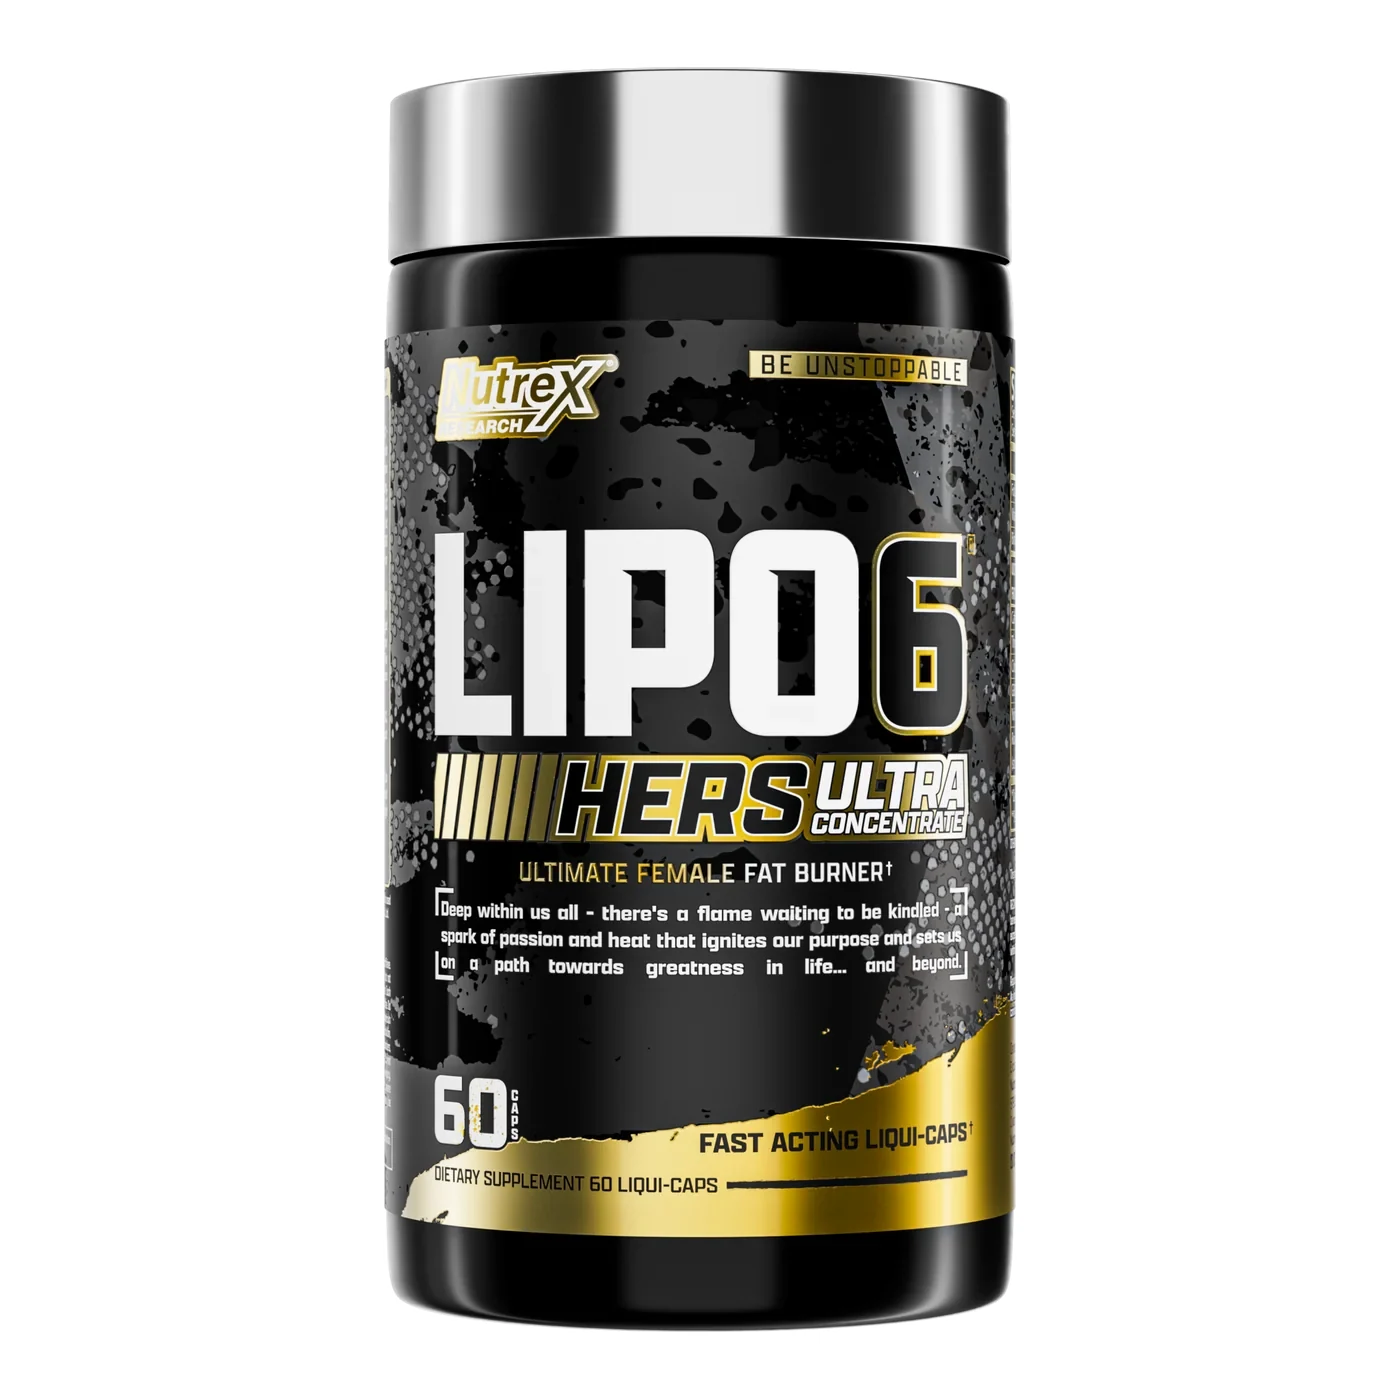 Nutrex®
RESEARCH
BE UNSTOPPABLE
LIPO6
HERS ULTRA
CONCENTRATE
ULTIMATE FEMALE FAT BURNER†
Deep within us all - there's a flame waiting to be kindled - a
spark of passion and heat that ignites our purpose and sets us
on a path towards greatness in life... and beyond.
60 CAPS
FAST ACTING LIQUI-CAPS†
DIETARY SUPPLEMENT 60 LIQUI-CAPS